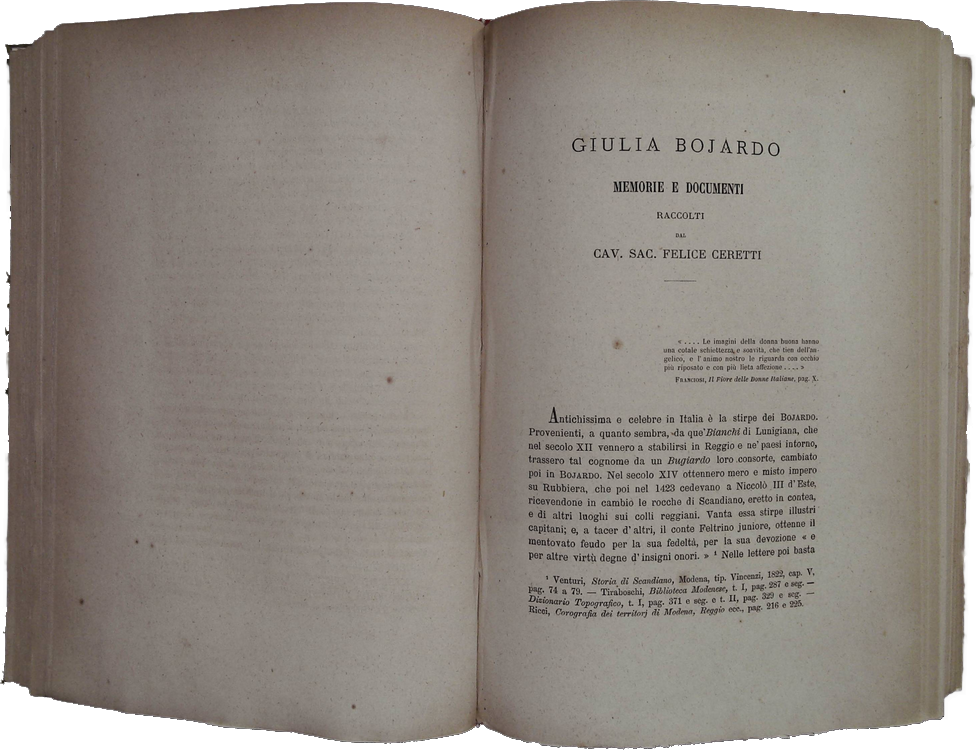 GIULIA BOJARDO
MEMORIE E DOCUMENTI
RACCOLTI
DAL
CAV. SAC. FELICE CERETTI
« .... Le imagini della donna buona hanno
una cotale schiettezza e soavità, che tien dell'an-
gelico, e l'animo nostro le riguarda con occhio
più riposato e con più lieta affezione .... »
FRANCIOSI, Il Fiore delle Donne Italiane, pag. X.
Antichissima e celebre in Italia è la stirpe dei BOJARDO.
Provenienti, a quanto sembra, da que' Bianchi di Lunigiana, che
nel secolo XII vennero a stabilirsi in Reggio e ne' paesi intorno,
trassero tal cognome da un Bugiardo loro consorte, cambiato
poi in BOJARDO. Nel secolo XIV ottennero mero e misto impero
su Rubbiera, che poi nel 1423 cedevano a Niccolò III d'Este,
ricevendone in cambio le rocche di Scandiano, eretto in contea,
e di altri luoghi sui colli reggiani. Vanta essa stirpe illustri
capitani; e, a tacer d'altri, il conte Feltrino juniore, ottenne il
mentovato feudo per la sua fedeltà, per la sua devozione « e
per altre virtù degne d'insigni onori. » ¹ Nelle lettere poi basta
¹ Venturi, Storia di Scandiano, Modena, tip. Vincenzi, 1822, cap. V,
pag. 74 a 79. — Tiraboschi, Biblioteca Modenese, t. I, pag. 287 e seg. —
Dizionario Topografico, t. I, pag. 371 e seg. e t. II, pag. 329 e seg. —
Ricci, Corografia dei territorj di Modena, Reggio ecc., pag. 216 e 225.